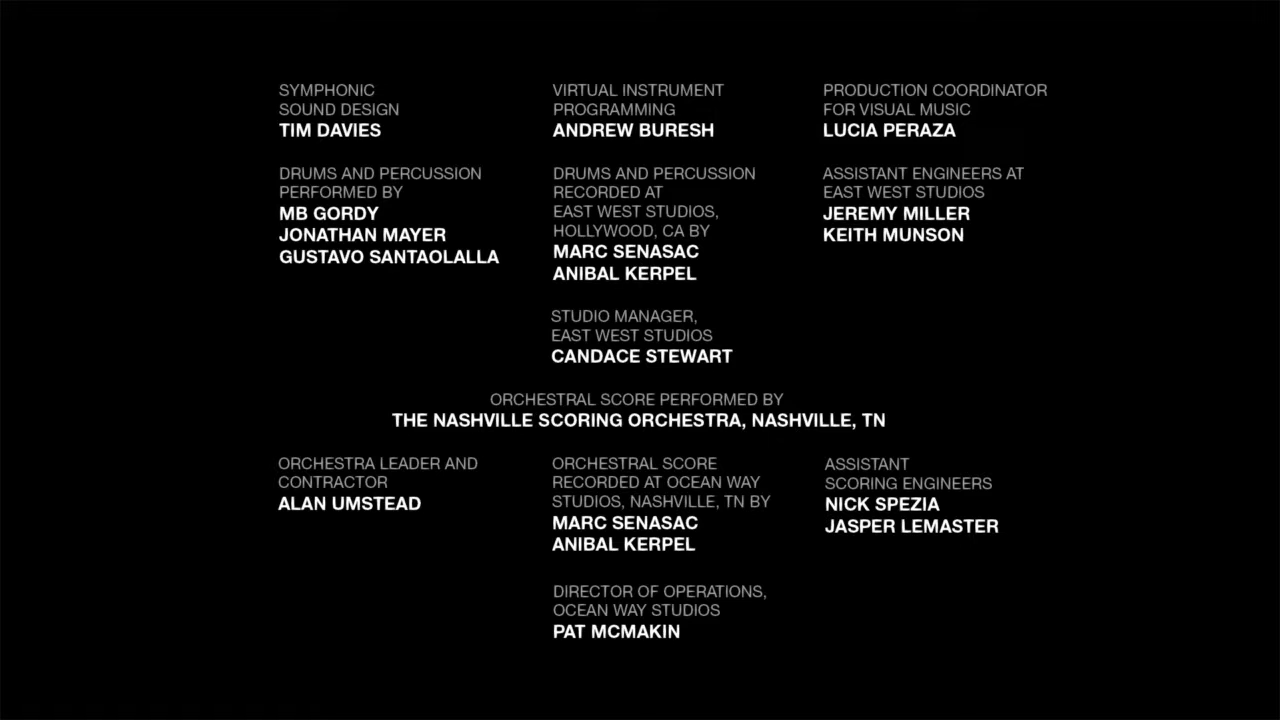 SYMPHONIC
SOUND DESIGN
TIM DAVIES
VIRTUAL INSTRUMENT
PROGRAMMING
ANDREW BURESH
PRODUCTION COORDINATOR
FOR VISUAL MUSIC
LUCIA PERAZA
DRUMS AND PERCUSSION
PERFORMED BY
MB GORDY
JONATHAN MAYER
GUSTAVO SANTAOLALLA
DRUMS AND PERCUSSION
RECORDED AT
EAST WEST STUDIOS,
HOLLYWOOD, CA BY
MARC SENASAC
ANIBAL KERPEL
ASSISTANT ENGINEERS AT
EAST WEST STUDIOS
JEREMY MILLER
KEITH MUNSON
STUDIO MANAGER,
EAST WEST STUDIOS
CANDACE STEWART
ORCHESTRAL SCORE PERFORMED BY
THE NASHVILLE SCORING ORCHESTRA, NASHVILLE, TN
ORCHESTRA LEADER AND
CONTRACTOR
ALAN UMSTEAD
ORCHESTRAL SCORE
RECORDED AT OCEAN WAY
STUDIOS, NASHVILLE, TN BY
MARC SENASAC
ANIBAL KERPEL
ASSISTANT
SCORING ENGINEERS
NICK SPEZIA
JASPER LEMASTER
DIRECTOR OF OPERATIONS,
OCEAN WAY STUDIOS
PAT MCMAKIN